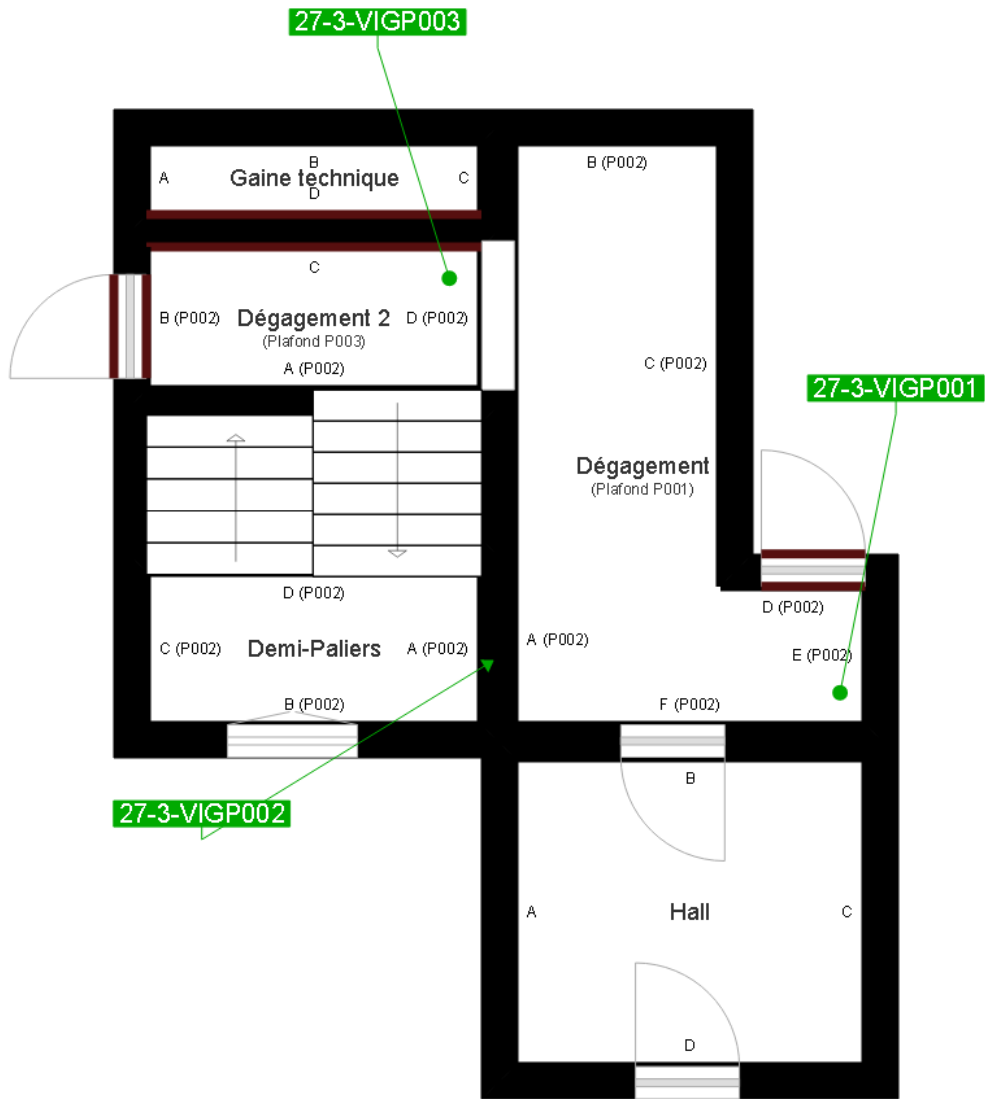 27-3-VIGP003
B
A
Gaine technique
C
D
B (P002)
C
B (P002)
Dégagement 2
D (P002)
(Plafond P003)
A (P002)
C (P002)
27-3-VIGP001
Dégagement
(Plafond P001)
D (P002)
C (P002)
Demi-Paliers
A (P002)
B (P002)
D (P002)
A (P002)
E (P002)
F (P002)
27-3-VIGP002
B
A
Hall
C
D